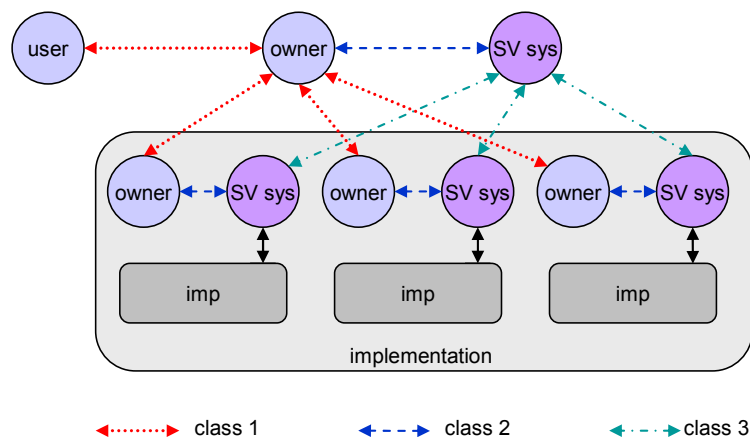 user
owner
SV sys
owner
SV sys
owner
SV sys
owner
SV sys
imp
imp
imp
implementation
class 1
class 2
class 3